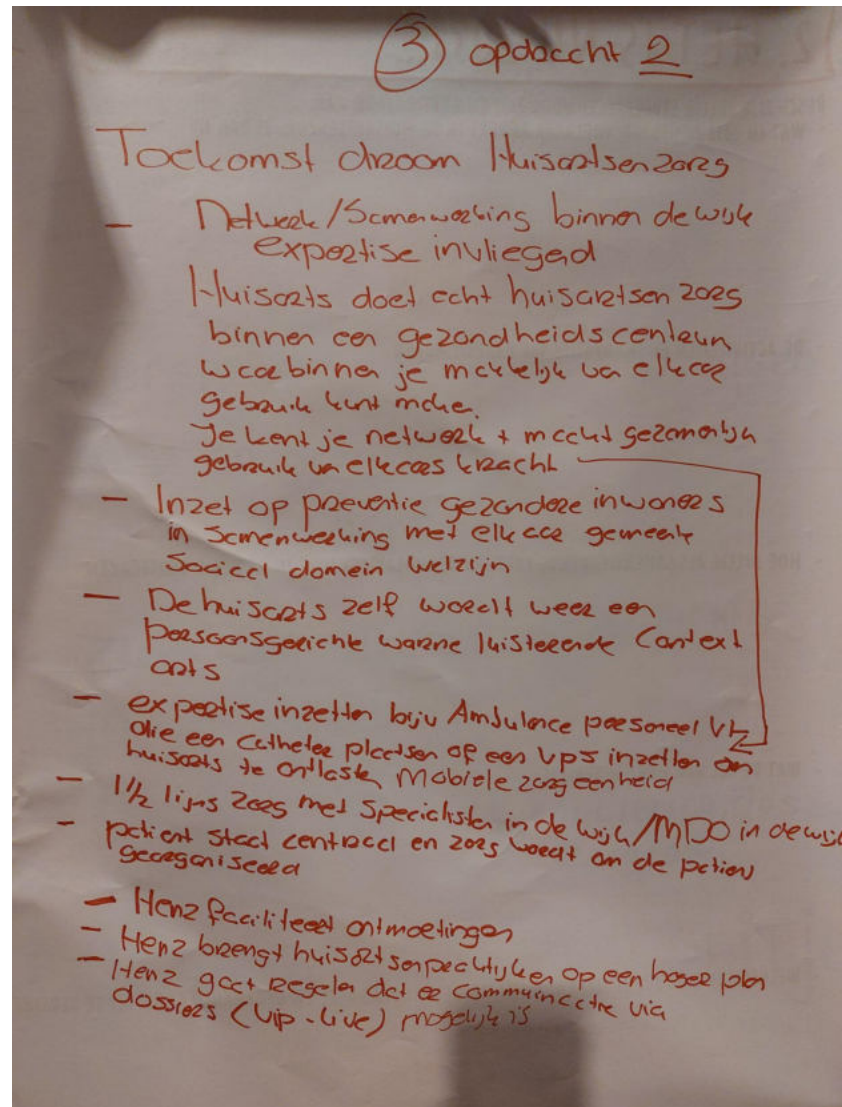 3 opdracht 2
Toekomst droom Huisartsenzorg
- Netwerk/Samenwerking binnen de wijk
expertise invliegend
Huisarts doet echt huisartsenzorg
binnen een gezondheidscentrum
waarbinnen je makkelijk van elkaar
gebruik kunt maken.
Je kent je netwerk + maakt gezamenlijk
gebruik van elkaars kracht
- Inzet op preventie gezondere inwoners
in samenwerking met elkaar gemeente
Sociaal domein welzijn
- De huisarts zelf wordt weer een
persoonsgerichte warme luisterende Context
arts
- expertise inzetten bijv Ambulance personeel
die een catheter plaatsen of een VPS inzetten om
huisarts te ontlasten Mobiele zorgeenheid
- 1 1/2 lijns zorg met specialisten in de wijk/MDO in de wijk
- patient staat centraal en zorg wordt om de patient
georganiseerd
- Henz faciliteert ontmoetingen
- Henz brengt huisartsenpraktijken op een hoger plan
- Henz gaat regelen dat er communicatie via
dossiers (Vip-Live) mogelijk is